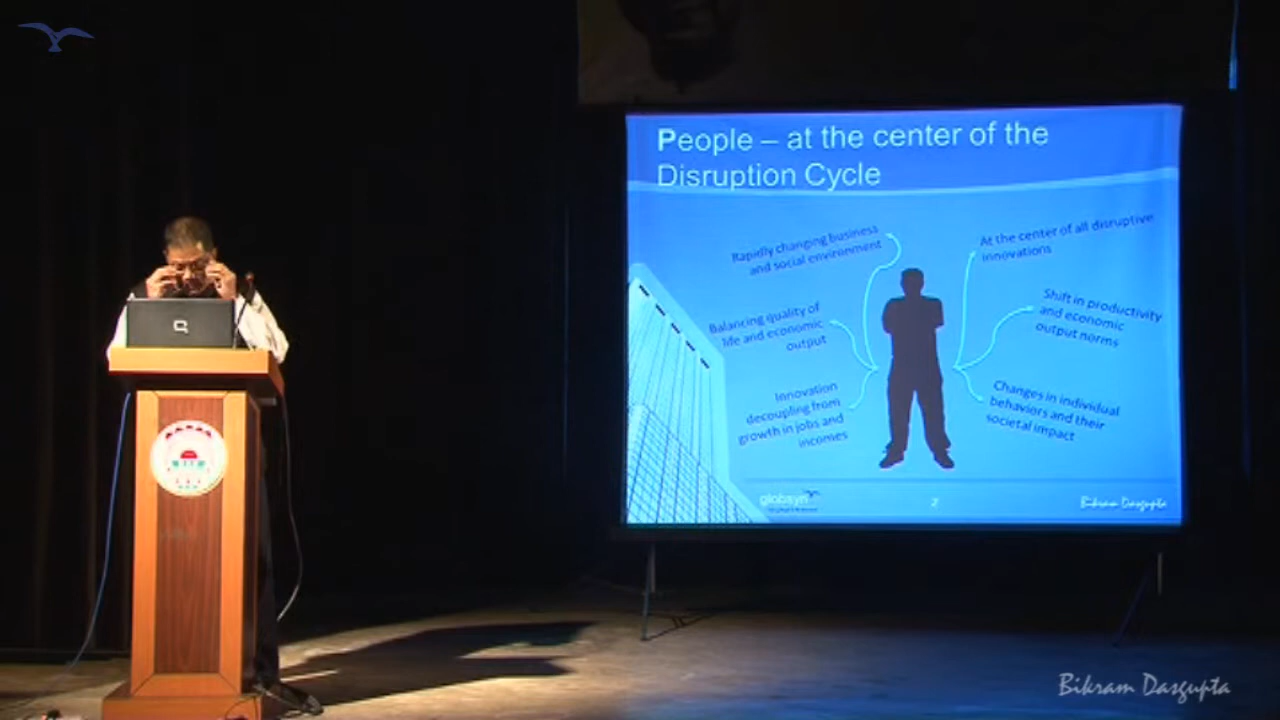 People – at the center of the
Disruption Cycle
Rapidly changing business
and social environment
At the center of all disruptive
innovations
Balancing quality of
life and economic
output
Shift in productivity
and economic
output norms
Innovation
decoupling from
growth in jobs and
incomes
Changes in individual
behaviors and their
societal impact
globsyn
2
Bikram Dasgupta
Bikram Dasgupta